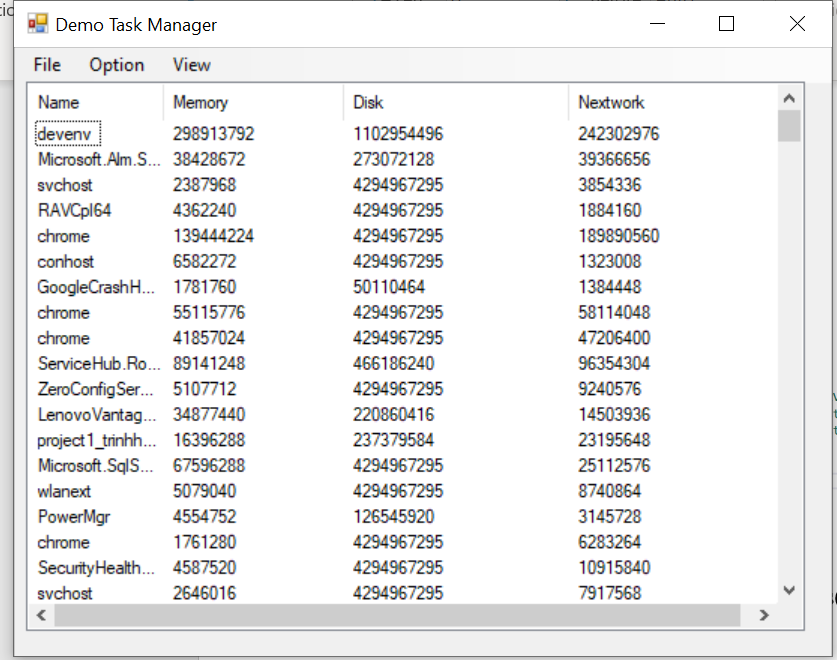 Demo Task Manager
File Option View
Name Memory Disk Nextwork
devenv 298913792 1102954496 242302976
Microsoft.Alm.S... 38428672 273072128 39366656
svchost 2387968 4294967295 3854336
RAVCpl64 4362240 4294967295 1884160
chrome 139444224 4294967295 189890560
conhost 6582272 4294967295 1323008
GoogleCrashH... 1781760 50110464 1384448
chrome 55115776 4294967295 58114048
chrome 41857024 4294967295 47206400
ServiceHub.Ro... 89141248 466186240 96354304
ZeroConfigSer... 5107712 4294967295 9240576
LenovoVantag... 34877440 220860416 14503936
project1_trinhh... 16396288 237379584 23195648
Microsoft.SqlS... 67596288 4294967295 25112576
wlanext 5079040 4294967295 8740864
PowerMgr 4554752 126545920 3145728
chrome 1761280 4294967295 6283264
SecurityHealth... 4587520 4294967295 10915840
svchost 2646016 4294967295 7917568